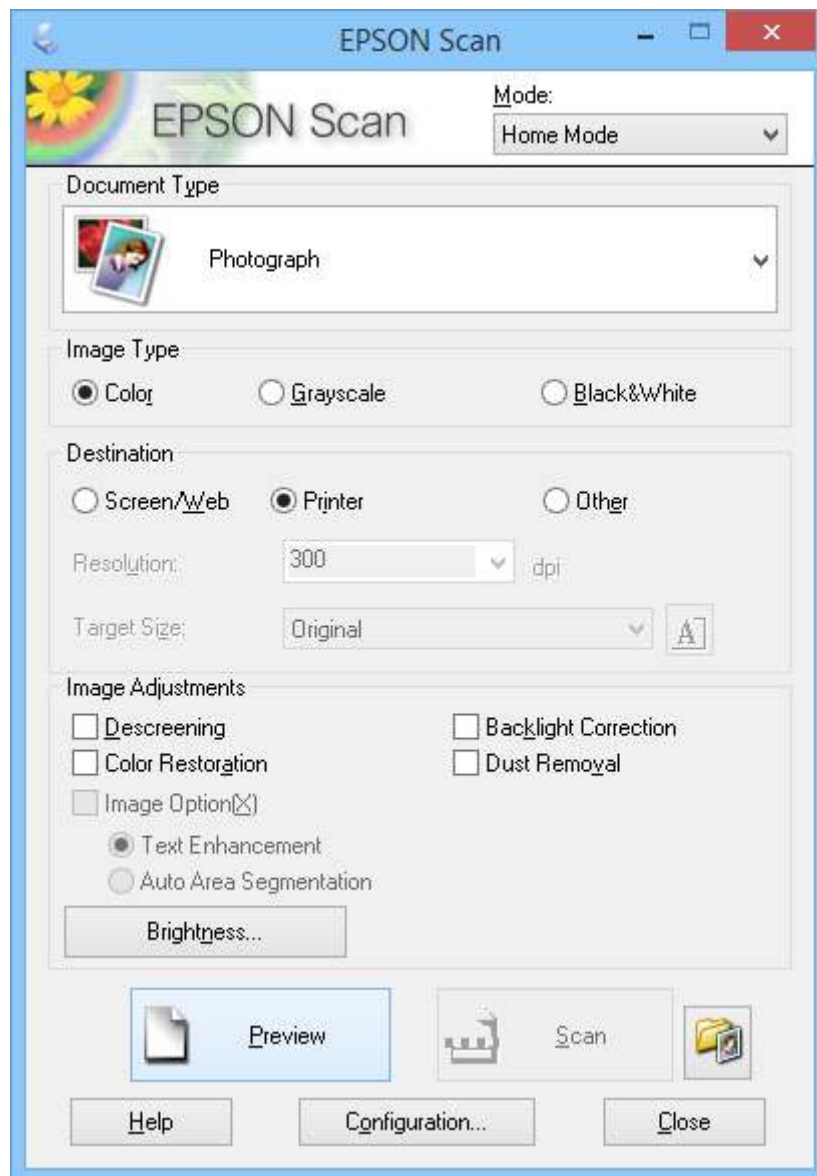 EPSON Scan
EPSON Scan
Mode:
Home Mode
Document Type
Photograph
Image Type
Color
Grayscale
Black&White
Destination
Screen/Web
Printer
Other
Resolution:
300
dpi
Target Size:
Original
A
Image Adjustments
Descreening
Backlight Correction
Color Restoration
Dust Removal
Image Option(X)
Text Enhancement
Auto Area Segmentation
Brightness...
Preview
Scan
Help
Configuration...
Close